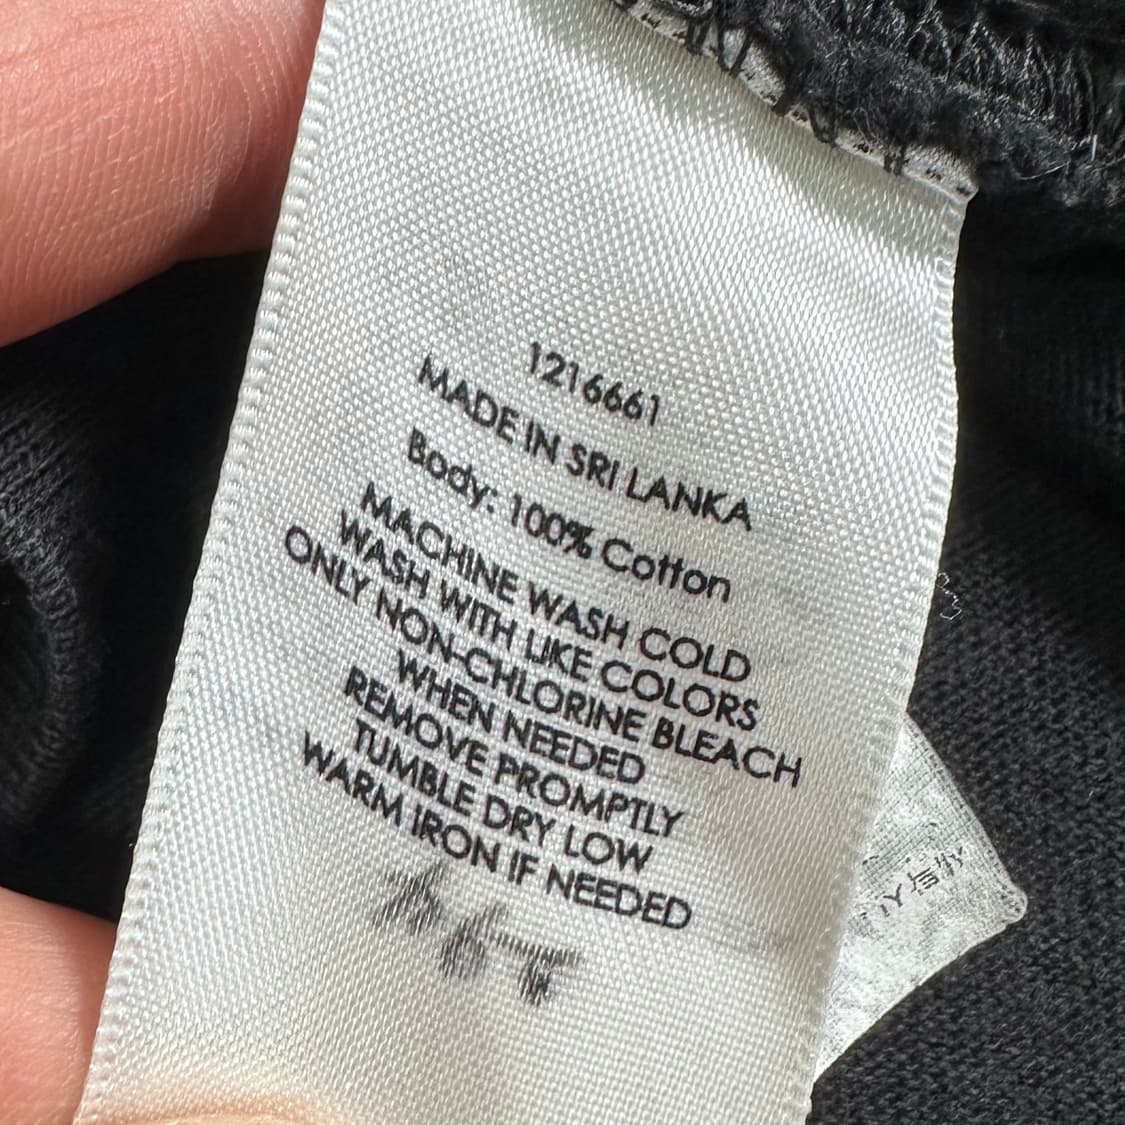 1216661
MADE IN SRI LANKA
Body: 100% Cotton
MACHINE WASH COLD
WASH WITH LIKE COLORS
ONLY NON-CHLORINE BLEACH
WHEN NEEDED
REMOVE PROMPTLY
TUMBLE DRY LOW
WARM IRON IF NEEDED